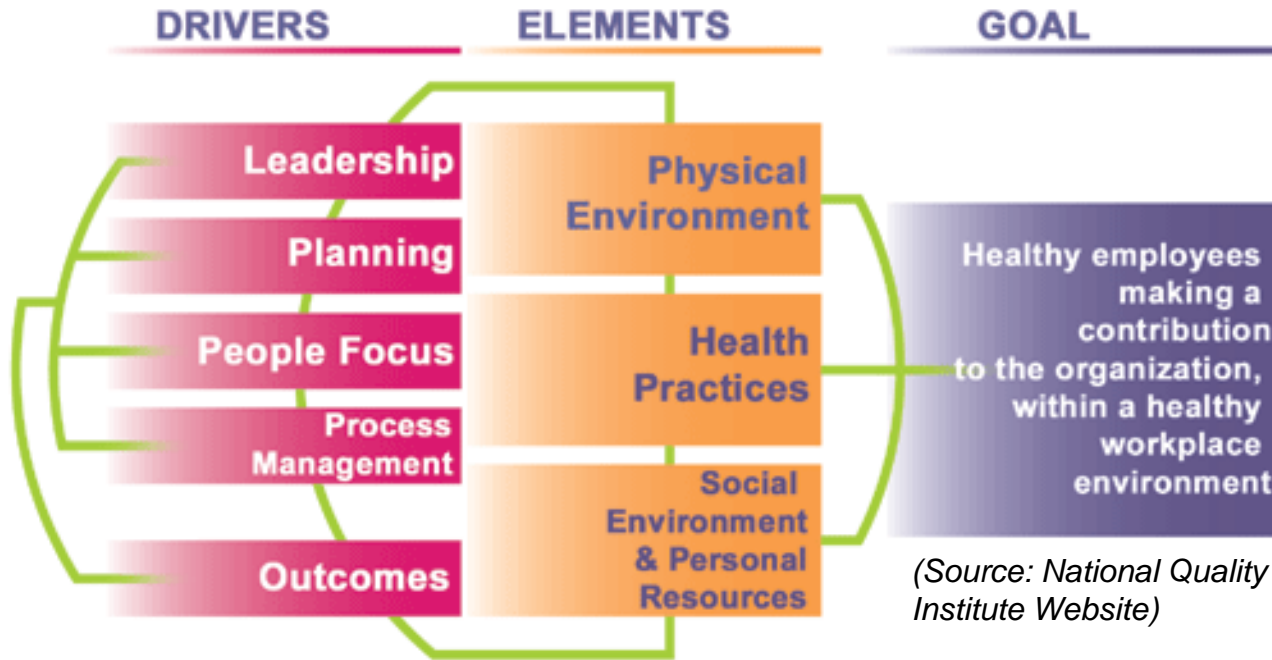 DRIVERS
ELEMENTS
GOAL
Leadership
Planning
People Focus
Process
Management
Outcomes
Physical
Environment
Health
Practices
Social
Environment
& Personal
Resources
Healthy employees
making a
contribution
to the organization,
within a healthy
workplace
environment
(Source: National Quality
Institute Website)